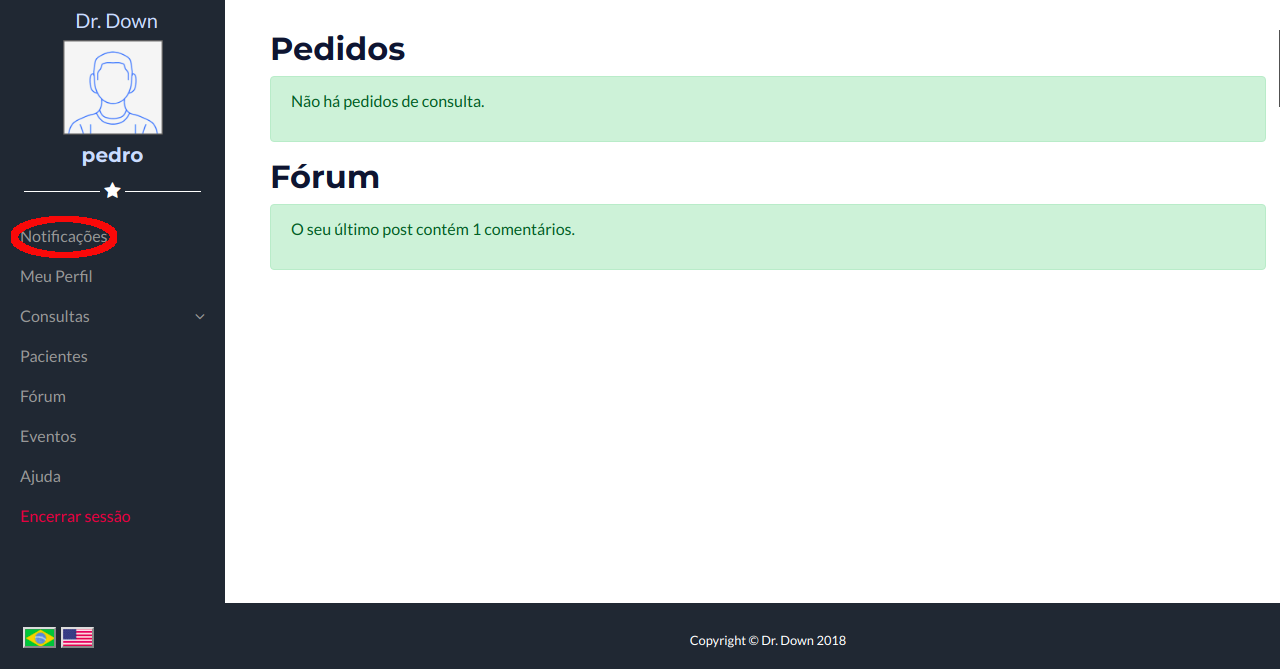 Dr. Down
pedro
Notificações
Meu Perfil
Consultas
Pacientes
Fórum
Eventos
Ajuda
Encerrar sessão
Pedidos
Não há pedidos de consulta.
Fórum
O seu último post contém 1 comentários.
Copyright © Dr. Down 2018